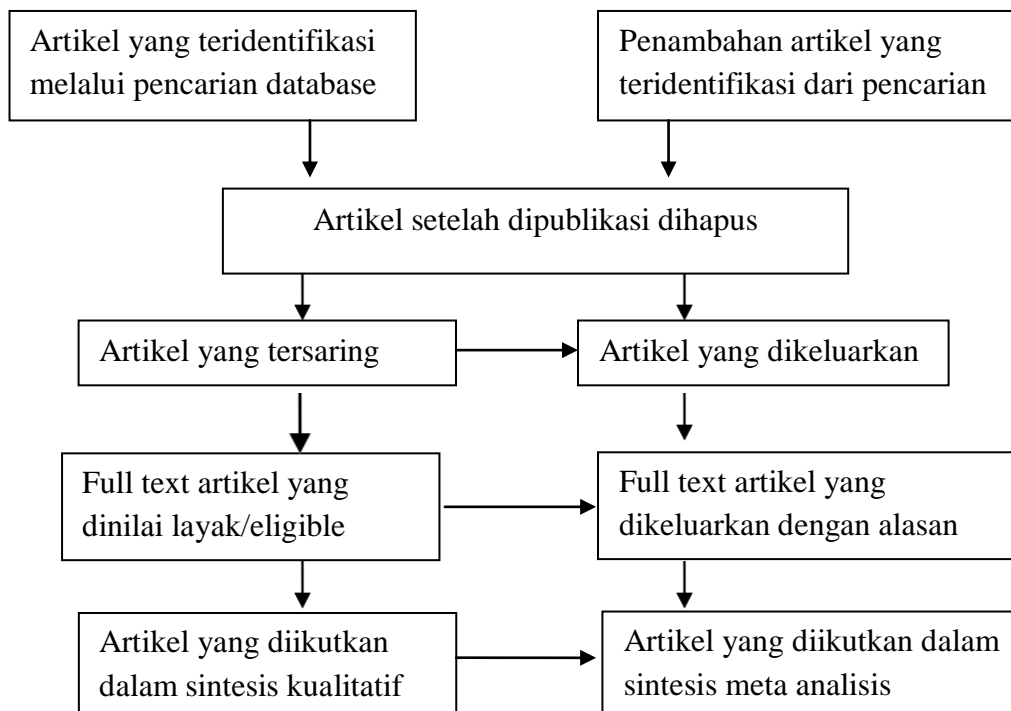 Artikel yang teridentifikasi
melalui pencarian database
Penambahan artikel yang
teridentifikasi dari pencarian
Artikel setelah dipublikasi dihapus
Artikel yang tersaring
Artikel yang dikeluarkan
Full text artikel yang
dinilai layak/eligible
Full text artikel yang
dikeluarkan dengan alasan
Artikel yang diikutkan
dalam sintesis kualitatif
Artikel yang diikutkan dalam
sintesis meta analisis